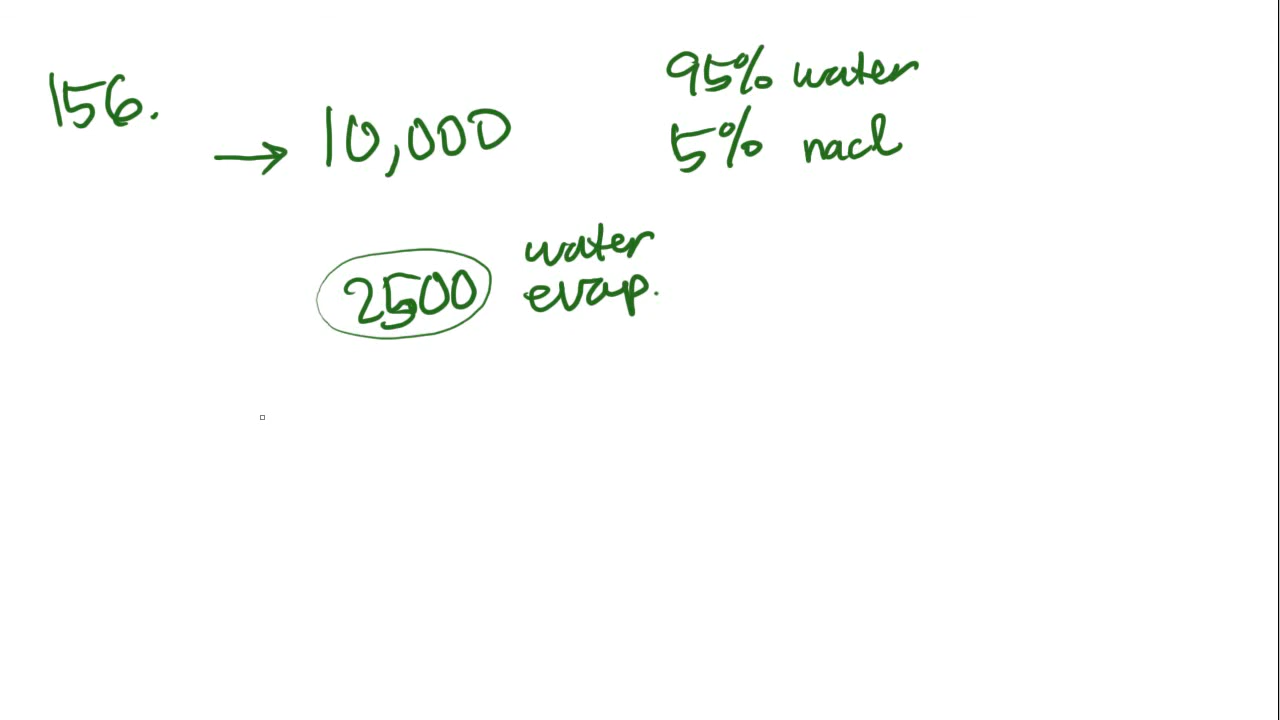 156.
→ 10,000
95% water
5% nacl
2500 water
evap.